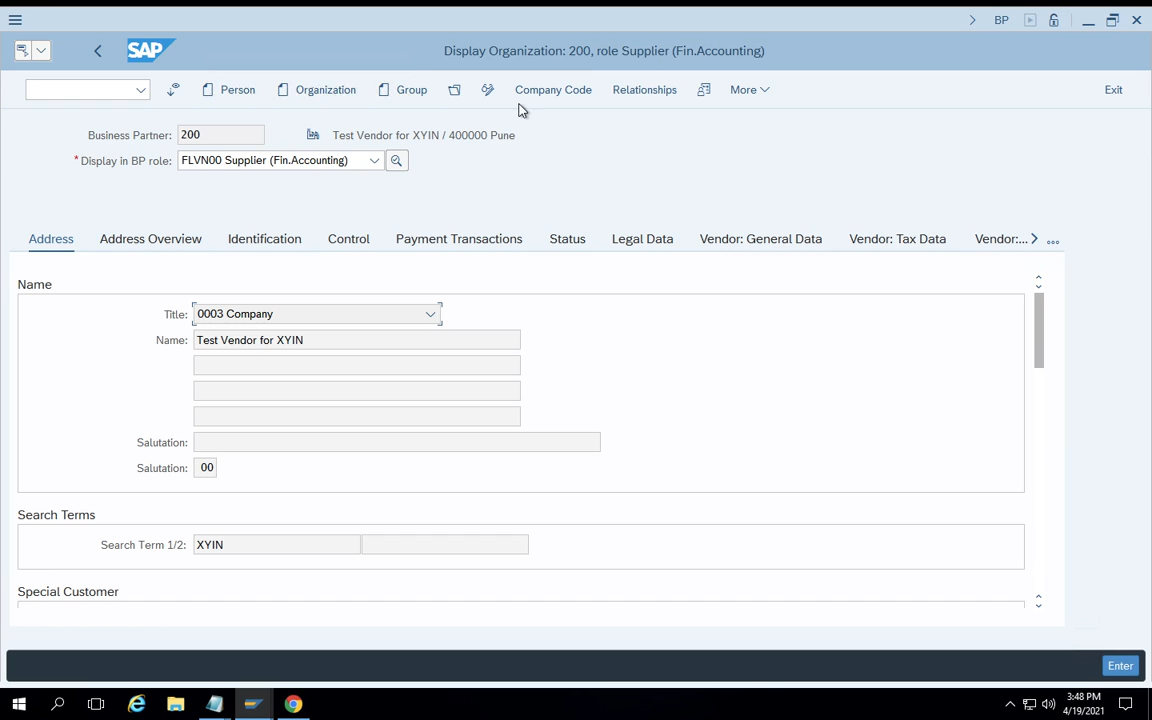 BP
SAP
Display Organization: 200, role Supplier (Fin.Accounting)
Person Organization Group Company Code Relationships More Exit
Business Partner: 200 Test Vendor for XYIN / 400000 Pune
*Display in BP role: FLVN00 Supplier (Fin.Accounting)
Address Address Overview Identification Control Payment Transactions Status Legal Data Vendor: General Data Vendor: Tax Data Vendor:...
Name
Title: 0003 Company
Name: Test Vendor for XYIN
Salutation:
Salutation: 00
Search Terms
Search Term 1/2: XYIN
Special Customer
Enter
3:48 PM
4/19/2021